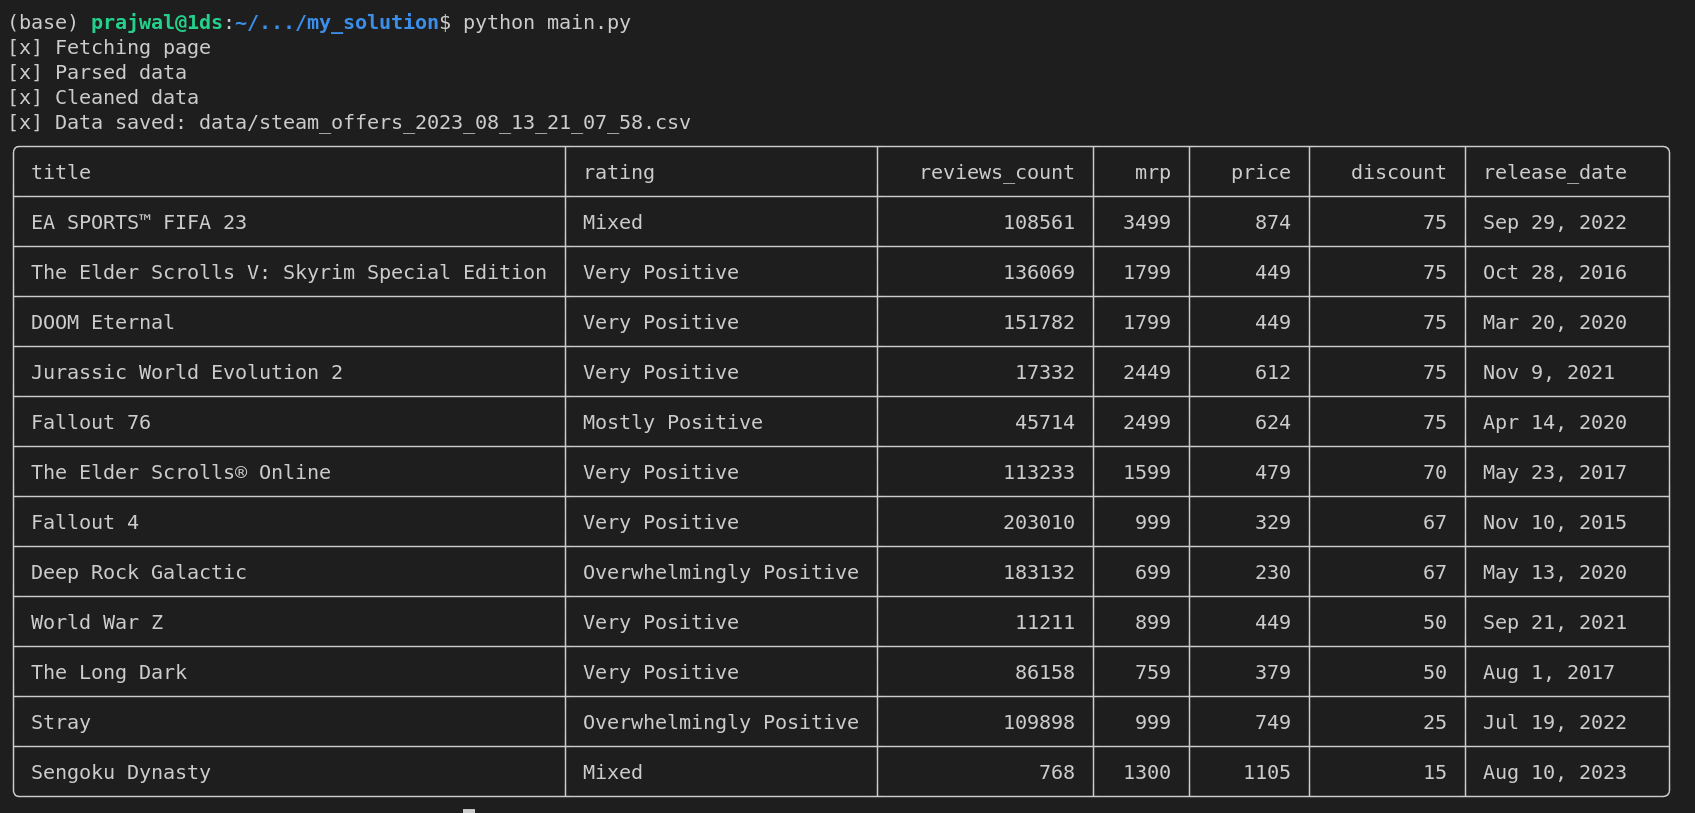 (base) prajwal@1ds:~/.../my_solution$ python main.py
[x] Fetching page
[x] Parsed data
[x] Cleaned data
[x] Data saved: data/steam_offers_2023_08_13_21_07_58.csv
title rating reviews_count mrp price discount release_date
EA SPORTS™ FIFA 23 Mixed 108561 3499 874 75 Sep 29, 2022
The Elder Scrolls V: Skyrim Special Edition Very Positive 136069 1799 449 75 Oct 28, 2016
DOOM Eternal Very Positive 151782 1799 449 75 Mar 20, 2020
Jurassic World Evolution 2 Very Positive 17332 2449 612 75 Nov 9, 2021
Fallout 76 Mostly Positive 45714 2499 624 75 Apr 14, 2020
The Elder Scrolls® Online Very Positive 113233 1599 479 70 May 23, 2017
Fallout 4 Very Positive 203010 999 329 67 Nov 10, 2015
Deep Rock Galactic Overwhelmingly Positive 183132 699 230 67 May 13, 2020
World War Z Very Positive 11211 899 449 50 Sep 21, 2021
The Long Dark Very Positive 86158 759 379 50 Aug 1, 2017
Stray Overwhelmingly Positive 109898 999 749 25 Jul 19, 2022
Sengoku Dynasty Mixed 768 1300 1105 15 Aug 10, 2023